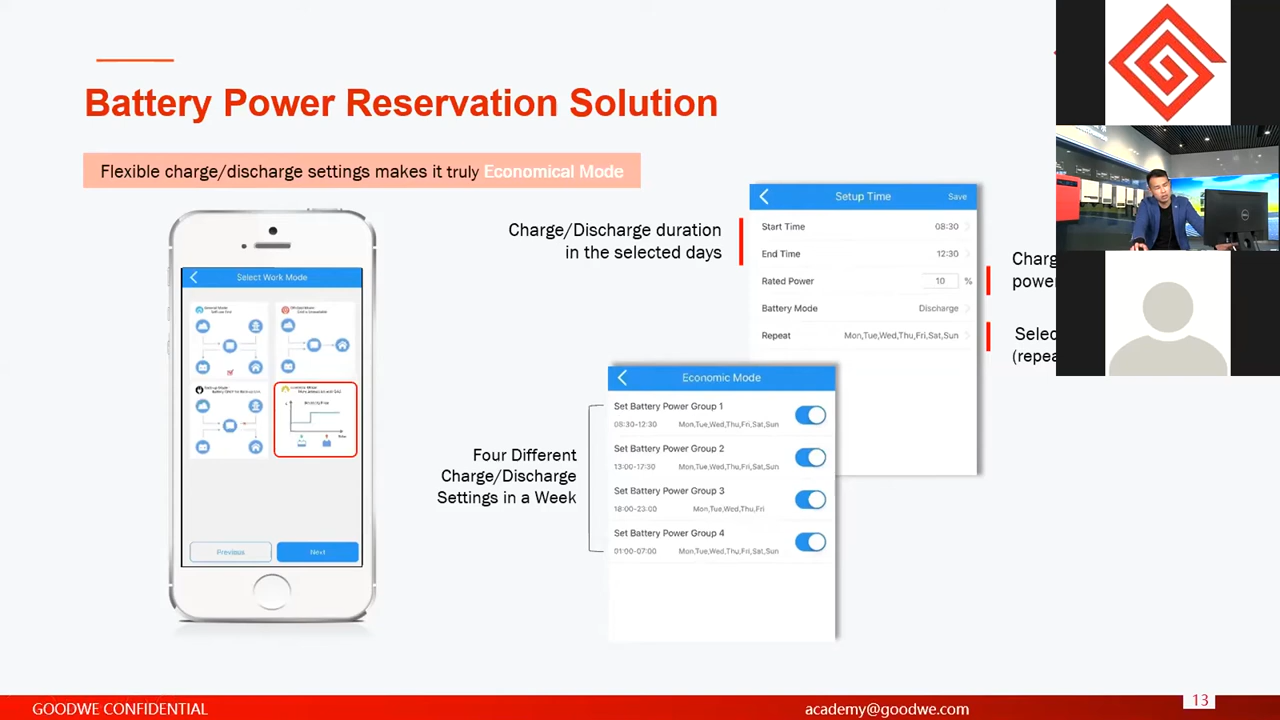 Battery Power Reservation Solution
Flexible charge/discharge settings makes it truly Economical Mode
Select Work Mode
Previous
Next
Charge/Discharge duration
in the selected days
Setup Time
Save
Start Time 08:30
End Time 12:30
Rated Power 10 %
Battery Mode Discharge
Repeat Mon,Tue,Wed,Thu,Fri,Sat,Sun
Charg
power
Selec
(repea
Four Different
Charge/Discharge
Settings in a Week
Economic Mode
Set Battery Power Group 1
08:30-12:30 Mon,Tue,Wed,Thu,Fri,Sat,Sun
Set Battery Power Group 2
13:00-17:30 Mon,Tue,Wed,Thu,Fri,Sat,Sun
Set Battery Power Group 3
18:00-23:00 Mon,Tue,Wed,Thu,Fri
Set Battery Power Group 4
01:00-07:00 Mon,Tue,Wed,Thu,Fri,Sat,Sun
DELL
GOODWE CONFIDENTIAL
academy@goodwe.com
13